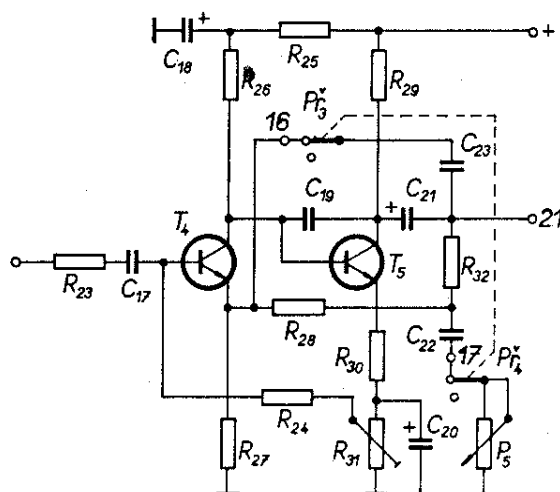 C18 + R25 +
R26 R29
16 Př3
C23
C19 + C21
T4 21
T5 R32
R23 C17
R28 C22 17 Př4
R30
R24 + C20
R27 R31 P5